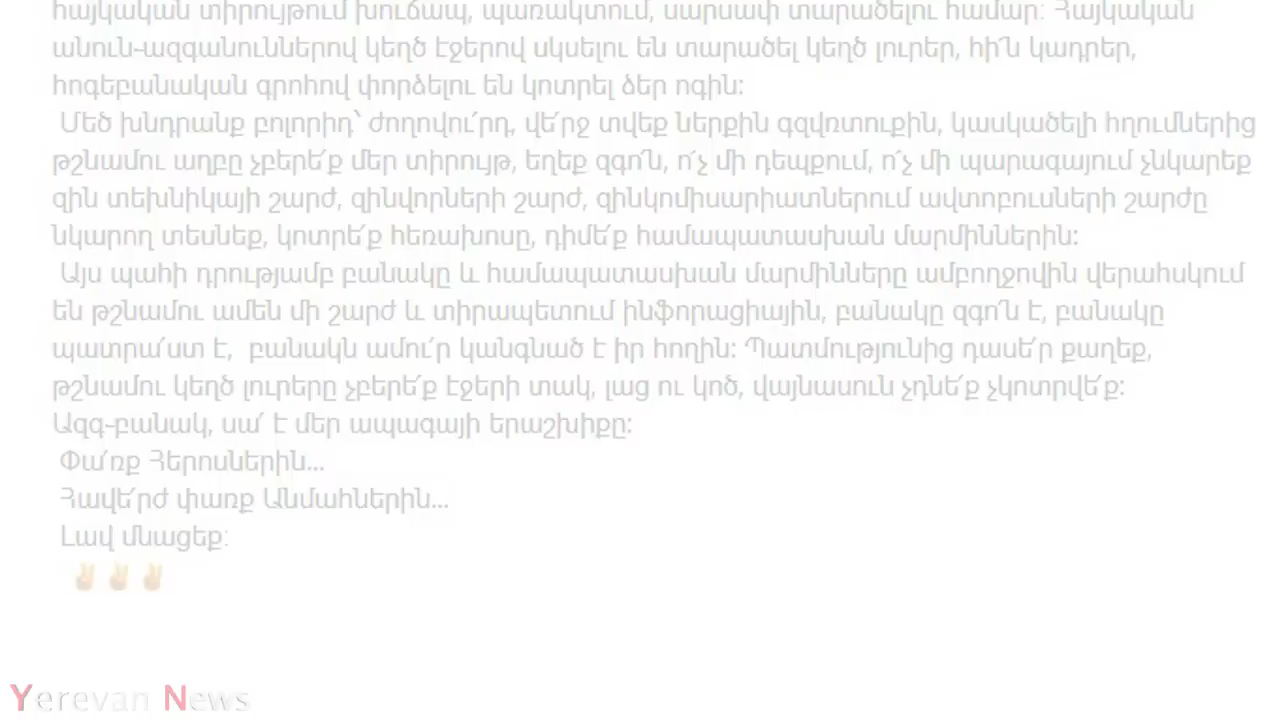 հայկական տիրույթում խուճապ, պառակտում, սարսափ տարածելու համար: Հայկական
անուն-ազգանուններով կեղծ էջերով սկսելու են տարածել կեղծ լուրեր, հի՜ն կադրեր,
հոգեբանական գրոհով փորձելու են կոտրել ձեր ոգին:
Մեծ խնդրանք բոլորիդ՝ ժողովու՛րդ, վե՛րջ տվեք ներքին գզվռտուքին, կասկածելի հղումներից
թշնամու աղբը չբերե՛ք մեր տիրույթ, եղեք զգո՛ն, ո՜չ մի դեպքում, ո՜չ մի պարագայում չնկարեք
զին տեխնիկայի շարժ, զինվորների շարժ, զինկոմիսարիատներում ավտոբուսների շարժը
նկարող տեսնեք, կոտրե՛ք հեռախոսը, դիմե՛ք համապատասխան մարմիններին:
Այս պահի դրությամբ բանակը և համապատասխան մարմինները ամբողջովին վերահսկում
են թշնամու ամեն մի շարժ և տիրապետում ինֆորացիային, բանակը զգո՛ն է, բանակը
պատրա՛ստ է, բանակն ամու՛ր կանգնած է իր հողին: Պատմությունից դասե՛ր քաղեք,
թշնամու կեղծ լուրերը չբերե՛ք էջերի տակ, լաց ու կոծ, վայնասուն չդնե՛ք չկոտրվե՛ք:
Ազգ-բանակ, սա՛ է մեր ապագայի երաշխիքը:
Փա՛ռք Հերոսներին...
Հավե՛րժ փառք Անմահներին...
Լավ մնացեք:
✌✌✌
Yerevan News